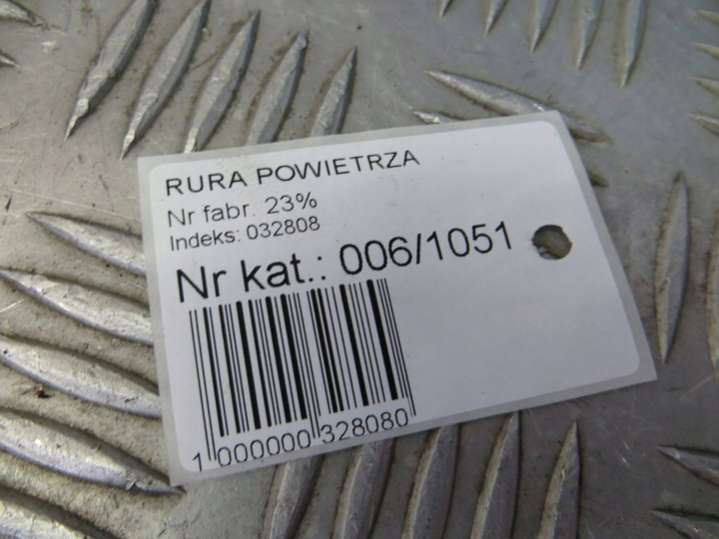 RURA POWIETRZA
Nr fabr. 23%
Indeks: 032808
Nr kat.: 006/1051
1 000000 328080